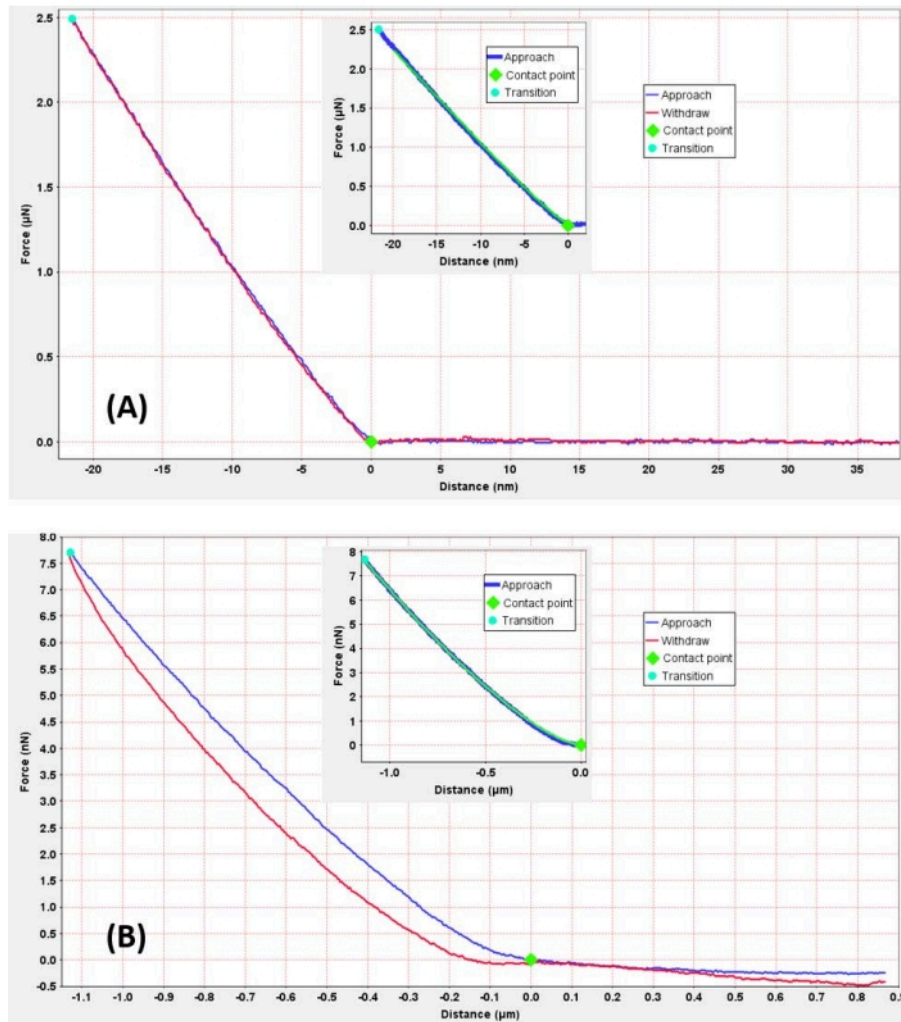 2.5
2.0
1.5
1.0
0.5
0.0
Force (µN)
-20 -15 -10 -5 0 5 10 15 20 25 30 35
Distance (nm)
(A)
2.5
2.0
1.5
1.0
0.5
0.0
Force (µN)
-20 -15 -10 -5 0
Distance (nm)
Approach
Contact point
Transition
Approach
Withdraw
Contact point
Transition
8.0
7.5
7.0
6.5
6.0
5.5
5.0
4.5
4.0
3.5
3.0
2.5
2.0
1.5
1.0
0.5
0.0
-0.5
Force (nN)
-1.1 -1.0 -0.9 -0.8 -0.7 -0.6 -0.5 -0.4 -0.3 -0.2 -0.1 0.0 0.1 0.2 0.3 0.4 0.5 0.6 0.7 0.8 0.9
Distance (µm)
(B)
8
7
6
5
4
3
2
1
0
Force (nN)
-1.0 -0.5 0.0
Distance (µm)
Approach
Contact point
Transition
Approach
Withdraw
Contact point
Transition